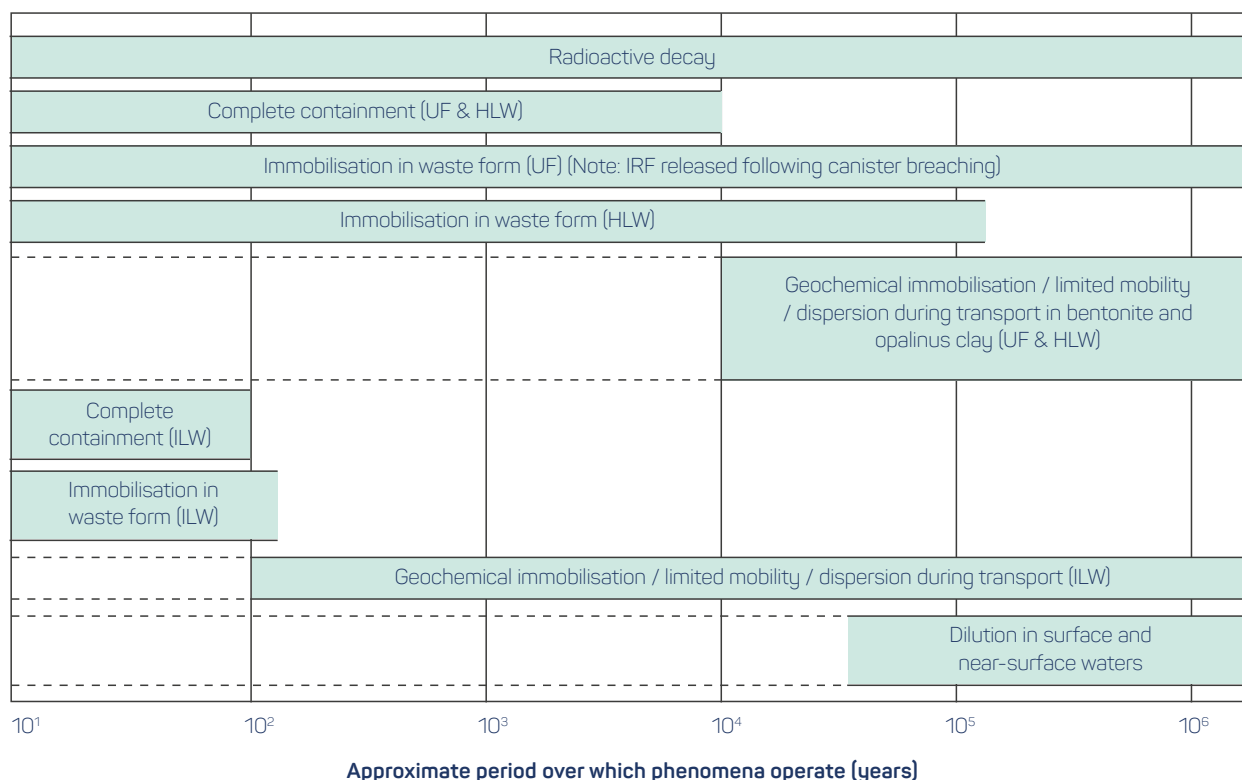 Radioactive decay
Complete containment (UF & HLW)
Immobilisation in waste form (UF) (Note: IRF released following canister breaching)
Immobilisation in waste form (HLW)
Geochemical immobilisation / limited mobility
/ dispersion during transport in bentonite and
opalinus clay (UF & HLW)
Complete
containment (ILW)
Immobilisation in
waste form (ILW)
Geochemical immobilisation / limited mobility / dispersion during transport (ILW)
Dilution in surface and
near-surface waters
10¹ 10² 10³ 10⁴ 10⁵ 10⁶
Approximate period over which phenomena operate (years)